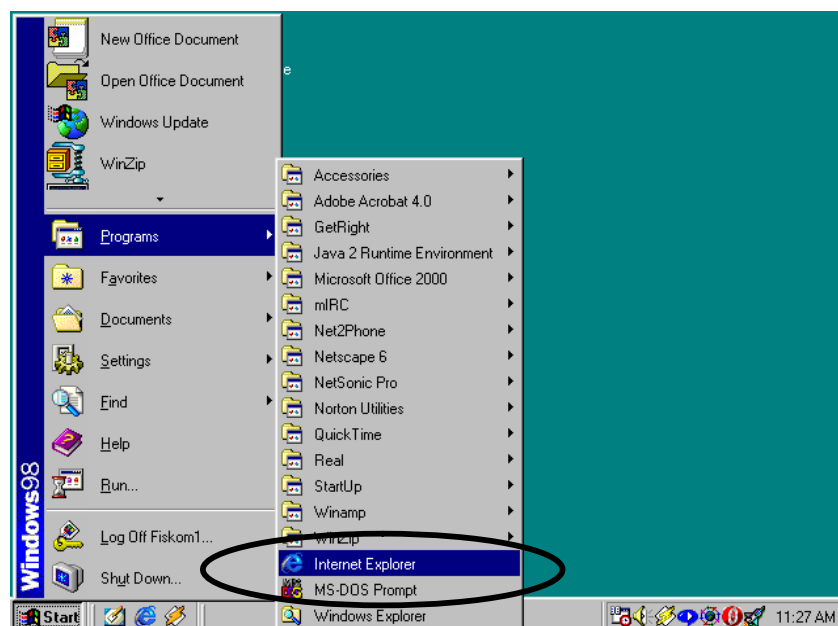 New Office Document
Open Office Document
Windows Update
WinZip
Programs
Favorites
Documents
Settings
Find
Help
Run...
Log Off Fiskom1...
Shut Down...
Windows98
e
Accessories
Adobe Acrobat 4.0
GetRight
Java 2 Runtime Environment
Microsoft Office 2000
mIRC
Net2Phone
Netscape 6
NetSonic Pro
Norton Utilities
QuickTime
Real
StartUp
Winamp
WinZip
Internet Explorer
MS-DOS Prompt
Windows Explorer
Start
11:27 AM